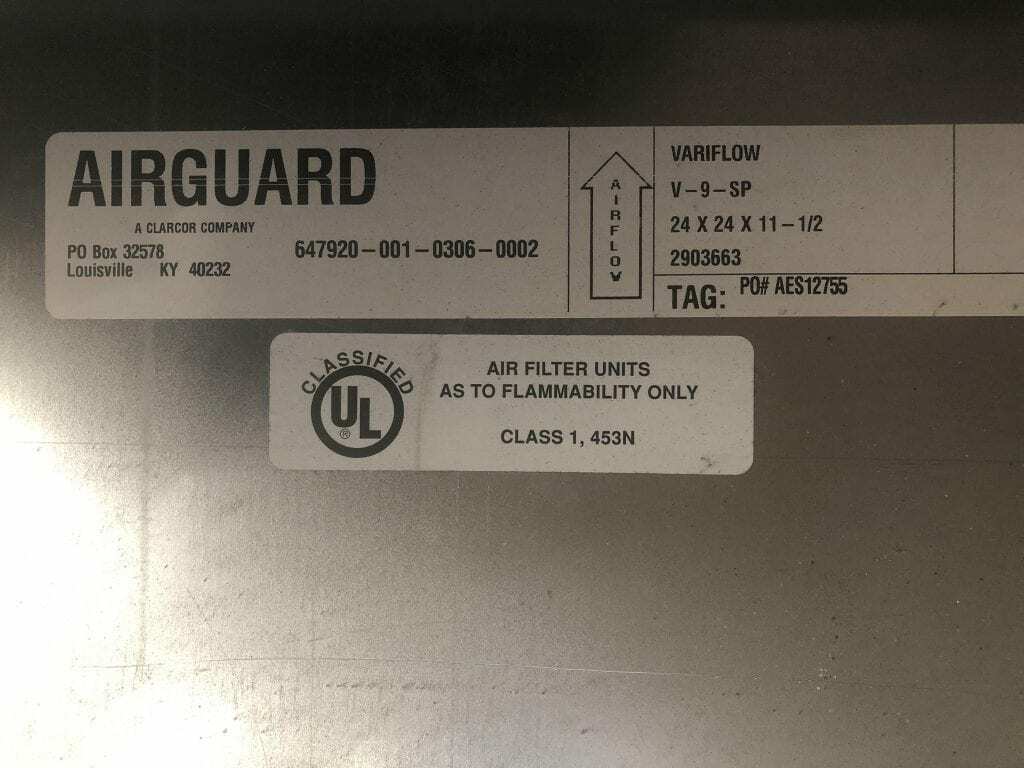 AIRGUARD
A CLARCOR COMPANY
PO Box 32578
Louisville KY 40232
647920-001-0306-0002
AIRFLOW
VARIFLOW
V-9-SP
24 X 24 X 11-1/2
2903663
TAG: PO# AES12755
CLASSIFIED
UL
®
AIR FILTER UNITS
AS TO FLAMMABILITY ONLY
CLASS 1, 453N